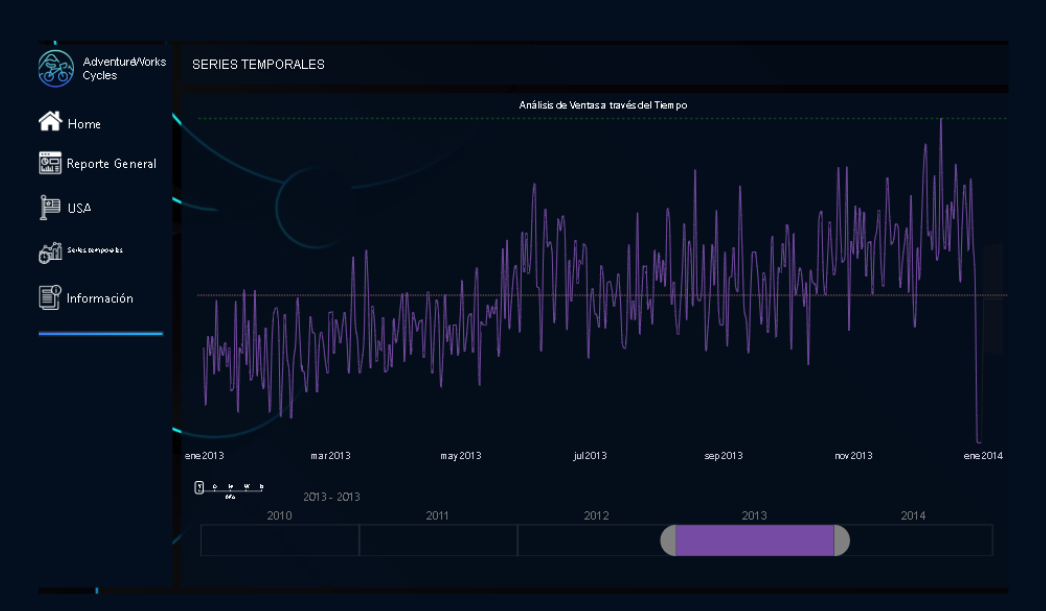 AdventureWorks
Cycles
SERIES TEMPORALES
Home
Reporte General
USA
Series temporales
Información
Análisis de Ventas a través del Tiempo
ene 2013
mar 2013
may 2013
jul 2013
sep 2013
nov 2013
ene 2014
2013 - 2013
2010
2011
2012
2013
2014